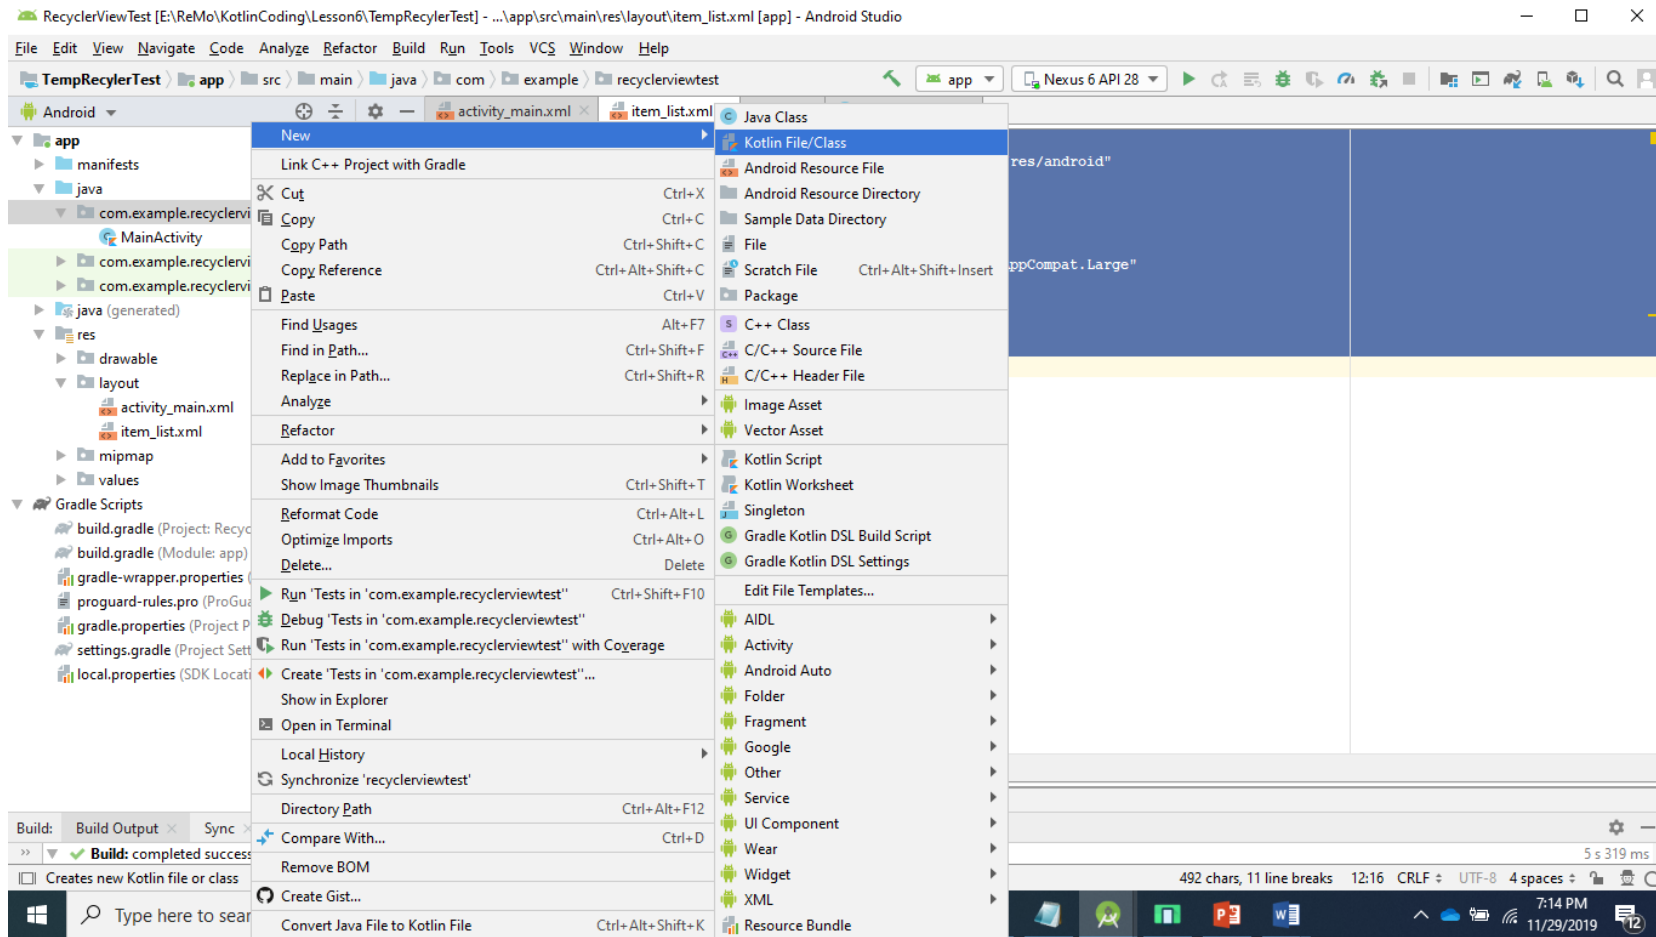 RecyclerViewTest [E:\ReMo\KotlinCoding\Lesson6\TempRecylerTest] - ...\app\src\main\res\layout\item_list.xml [app] - Android Studio
File Edit View Navigate Code Analyze Refactor Build Run Tools VCS Window Help
TempRecylerTest app src main java com example recyclerviewtest app Nexus 6 API 28
Android activity_main.xml item_list.xml
app
manifests
java
com.example.recyclervi
MainActivity
com.example.recyclervi
com.example.recyclervi
java (generated)
res
drawable
layout
activity_main.xml
item_list.xml
mipmap
values
Gradle Scripts
build.gradle (Project: Recyc
build.gradle (Module: app)
gradle-wrapper.properties (
proguard-rules.pro (ProGua
gradle.properties (Project P
settings.gradle (Project Sett
local.properties (SDK Locati
New
Link C++ Project with Gradle
Cut Ctrl+X
Copy Ctrl+C
Copy Path Ctrl+Shift+C
Copy Reference Ctrl+Alt+Shift+C
Paste Ctrl+V
Find Usages Alt+F7
Find in Path... Ctrl+Shift+F
Replace in Path... Ctrl+Shift+R
Analyze
Refactor
Add to Favorites
Show Image Thumbnails Ctrl+Shift+T
Reformat Code Ctrl+Alt+L
Optimize Imports Ctrl+Alt+O
Delete... Delete
Run 'Tests in 'com.example.recyclerviewtest'' Ctrl+Shift+F10
Debug 'Tests in 'com.example.recyclerviewtest''
Run 'Tests in 'com.example.recyclerviewtest'' with Coverage
Create 'Tests in 'com.example.recyclerviewtest''...
Show in Explorer
Open in Terminal
Local History
Synchronize 'recyclerviewtest'
Directory Path Ctrl+Alt+F12
Compare With... Ctrl+D
Remove BOM
Create Gist...
Convert Java File to Kotlin File Ctrl+Alt+Shift+K
Java Class
Kotlin File/Class
Android Resource File
Android Resource Directory
Sample Data Directory
File
Scratch File Ctrl+Alt+Shift+Insert
Package
C++ Class
C/C++ Source File
C/C++ Header File
Image Asset
Vector Asset
Kotlin Script
Kotlin Worksheet
Singleton
Gradle Kotlin DSL Build Script
Gradle Kotlin DSL Settings
Edit File Templates...
AIDL
Activity
Android Auto
Folder
Fragment
Google
Other
Service
UI Component
Wear
Widget
XML
Resource Bundle
res/android"
ppCompat.Large"
Build: Build Output Sync
Build: completed success 5 s 319 ms
Creates new Kotlin file or class 492 chars, 11 line breaks 12:16 CRLF UTF-8 4 spaces
Type here to sear 7:14 PM
11/29/2019 12